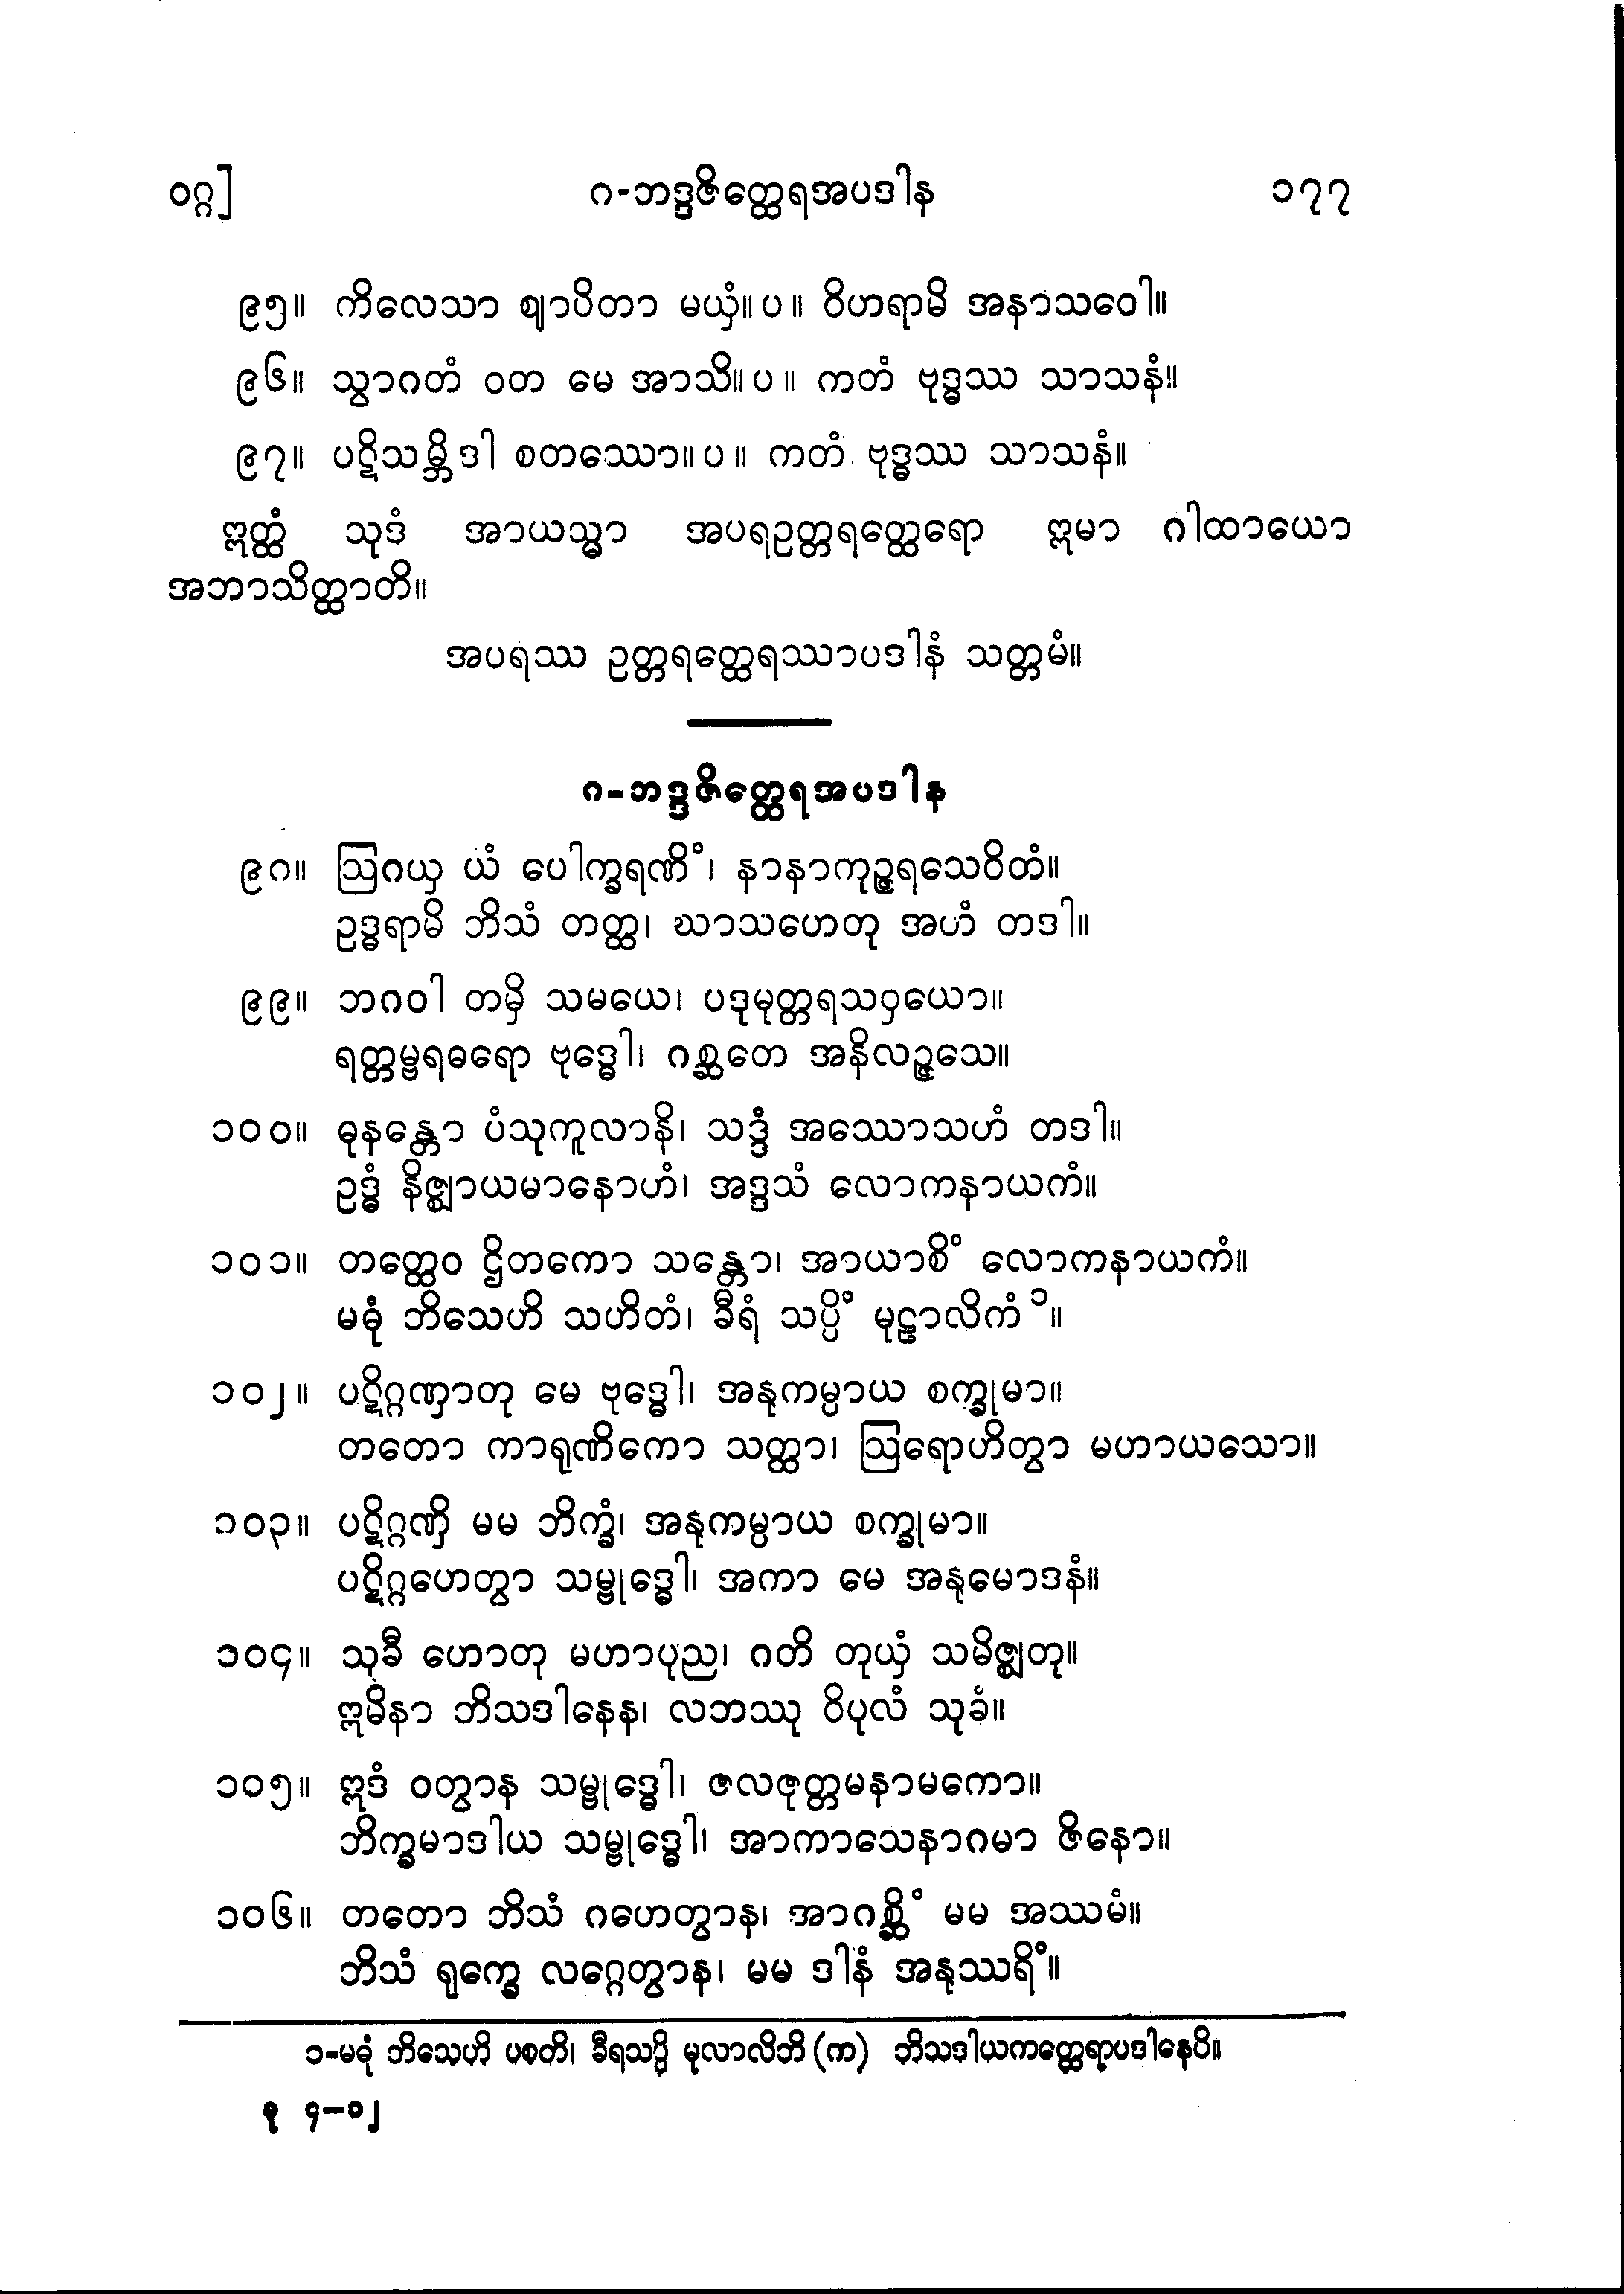 ဝဂ္ဂ] ၈-ဘဒ္ဒဇိတ္ထေရအပဒါန ၁၇၇
၉၅။ ကိလေသာ ဈာပိတာ မယှံ။ ပ ။ ဝိဟရာမိ အနာသဝေါ။
၉၆။ သွာဂတံ ဝတ မေ အာသိ။ ပ ။ ကတံ ဗုဒ္ဓဿ သာသနံ။
၉၇။ ပဋိသမ္ဘိဒါ စတဿော။ ပ ။ ကတံ ဗုဒ္ဓဿ သာသနံ။
ဣတ္ထံ သုဒံ အာယသ္မာ အပရဥတ္တရတ္ထေရော ဣမာ ဂါထာယော
အဘာသိတ္ထာတိ။
အပရဿ ဥတ္တရတ္ထေရဿာပဒါနံ သတ္တမံ။
၈-ဘဒ္ဒဇိတ္ထေရအပဒါန
၉၈။ ဩဂယှ ယံ ပေါက္ခရဏိံ၊ နာနာကုဉ္ဇရသေဝိတံ။
ဥဒ္ဓရာမိ ဘိသံ တတ္ထ၊ ဃာသဟေတု အဟံ တဒါ။
၉၉။ ဘဂဝါ တမှိ သမယေ၊ ပဒုမုတ္တရသဝှယော။
ရတ္တမ္ဗရဓရော ဗုဒ္ဓေါ၊ ဂစ္ဆတေ အနိလဉ္ဇသေ။
၁၀၀။ ဓုနန္တော ပံသုကူလာနိ၊ သဒ္ဒံ အဿောသဟံ တဒါ။
ဥဒ္ဓံ နိဇ္ဈာယမာနောဟံ၊ အဒ္ဒသံ လောကနာယကံ။
၁၀၁။ တတ္ထေဝ ဌိတကော သန္တော၊ အာယာစိံ လောကနာယကံ။
မဓုံ ဘိသေဟိ သဟိတံ၊ ခီရံ သပ္ပိံ မုဠာလိကံ ၁။
၁၀၂။ ပဋိဂ္ဂဏှာတု မေ ဗုဒ္ဓေါ၊ အနုကမ္ပာယ စက္ခုမာ။
တတော ကာရုဏိကော သတ္ထာ၊ ဩရောဟိတွာ မဟာယသော။
၁၀၃။ ပဋိဂ္ဂဏှိ မမ ဘိက္ခံ၊ အနုကမ္ပာယ စက္ခုမာ။
ပဋိဂ္ဂဟေတွာ သမ္ဗုဒ္ဓေါ၊ အကာ မေ အနုမောဒနံ။
၁၀၄။ သုခီ ဟောတု မဟာပုည၊ ဂတိ တုယှံ သမိဇ္ဈတု။
ဣမိနာ ဘိသဒါနေန၊ လဘဿု ဝိပုလံ သုခံ။
၁၀၅။ ဣဒံ ဝတွာန သမ္ဗုဒ္ဓေါ၊ ဇလဇုတ္တမနာမကော။
ဘိက္ခမာဒါယ သမ္ဗုဒ္ဓေါ၊ အာကာသေနာဂမာ ဇိနော။
၁၀၆။ တတော ဘိသံ ဂဟေတွာန၊ အာဂစ္ဆိံ မမ အဿမံ။
ဘိသံ ရုက္ခေ လဂ္ဂေတွာန၊ မမ ဒါနံ အနုဿရိံ။
၁-မဓုံ ဘိသေဟိ ပစတိ၊ ခီရသပ္ပိ မုလာလိဘိ (က) ဘိသဒါယကတ္ထေရာပဒါနေပိ။
ခု ၄-၁၂